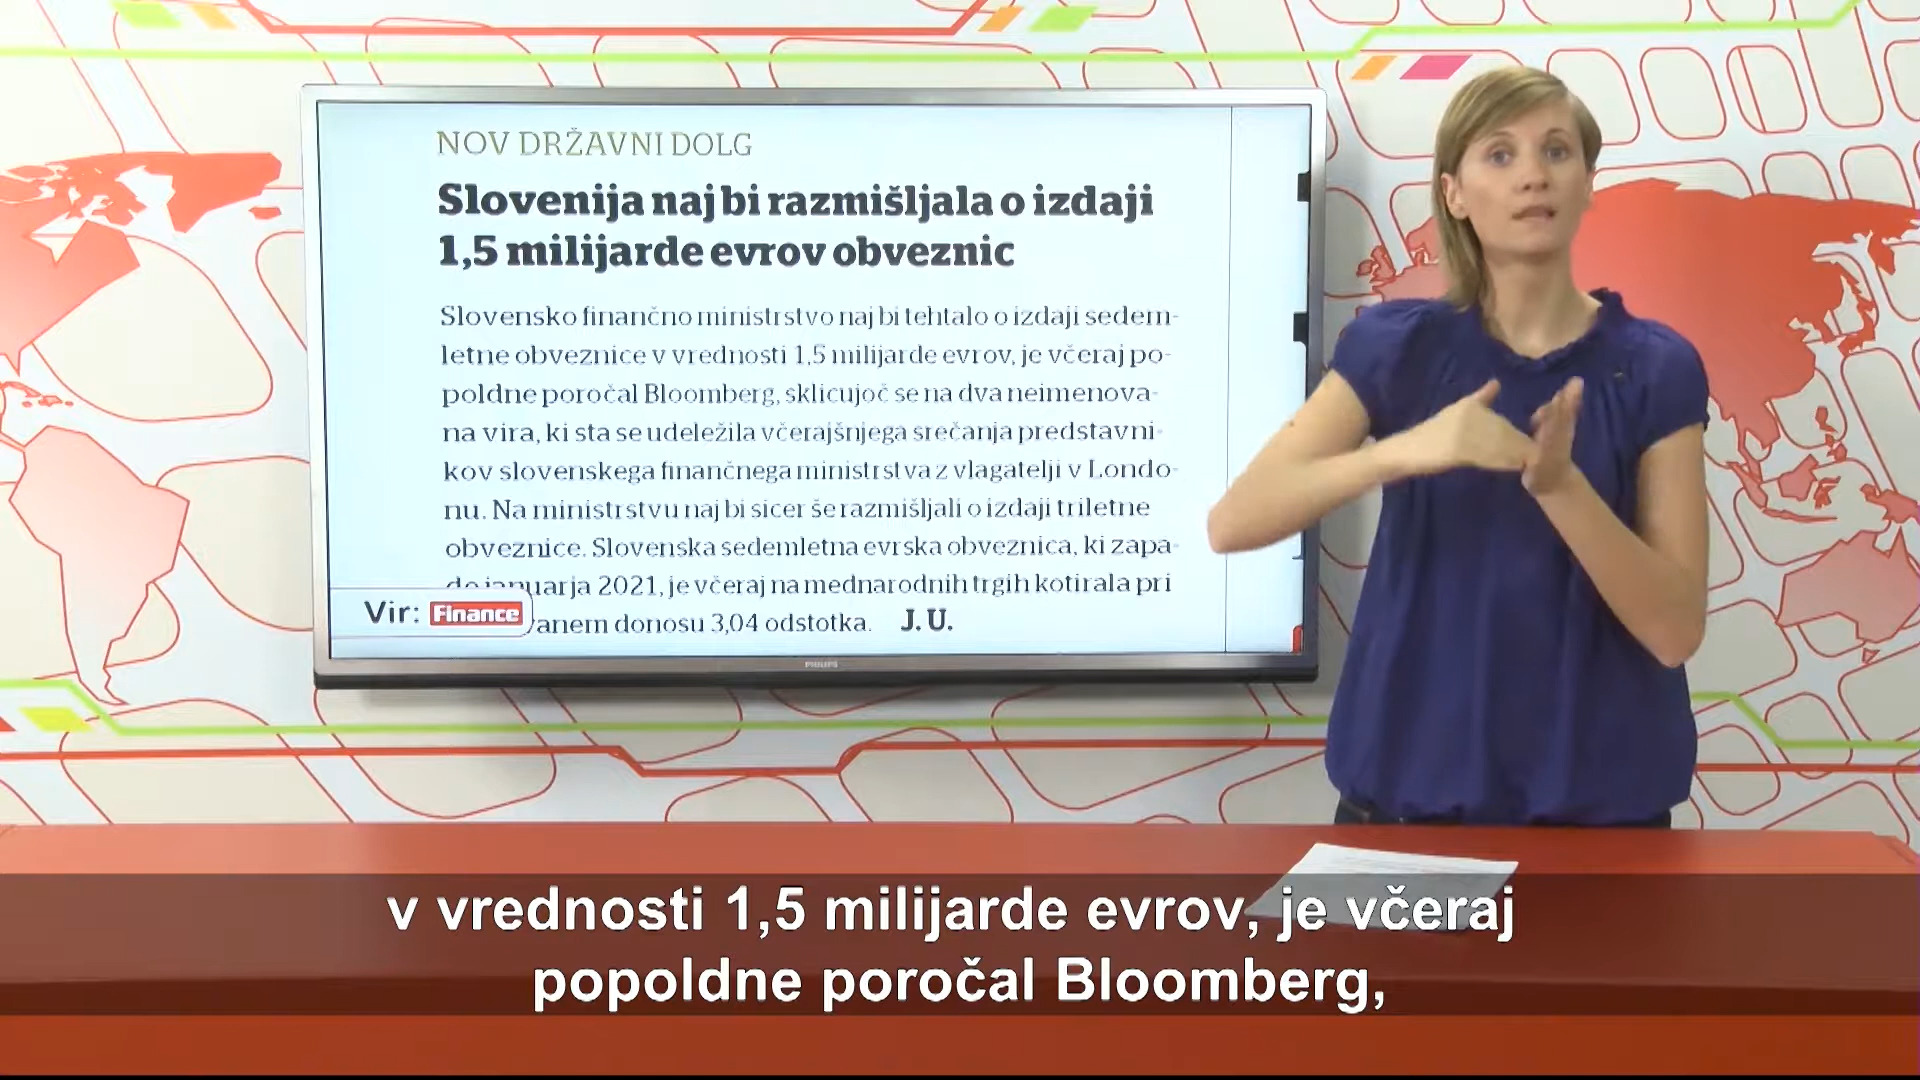 NOV DRŽAVNI DOLG
Slovenija naj bi razmišljala o izdaji
1,5 milijarde evrov obveznic
Slovensko finančno ministrstvo naj bi tehtalo o izdaji sedem-
letne obveznice v vrednosti 1,5 milijarde evrov, je včeraj po-
poldne poročal Bloomberg, sklicujoč se na dva neimenova-
na vira, ki sta se udeležila včerajšnjega srečanja predstavni-
kov slovenskega finančnega ministrstva z vlagatelji v Londo-
nu. Na ministrstvu naj bi sicer še razmišljali o izdaji triletne
obveznice. Slovenska sedemletna evrska obveznica, ki zapa-
de januarja 2021, je včeraj na mednarodnih trgih kotirala pri
vanem donosu 3,04 odstotka. J. U.
Vir: Finance
PHILIPS
v vrednosti 1,5 milijarde evrov, je včeraj
popoldne poročal Bloomberg,